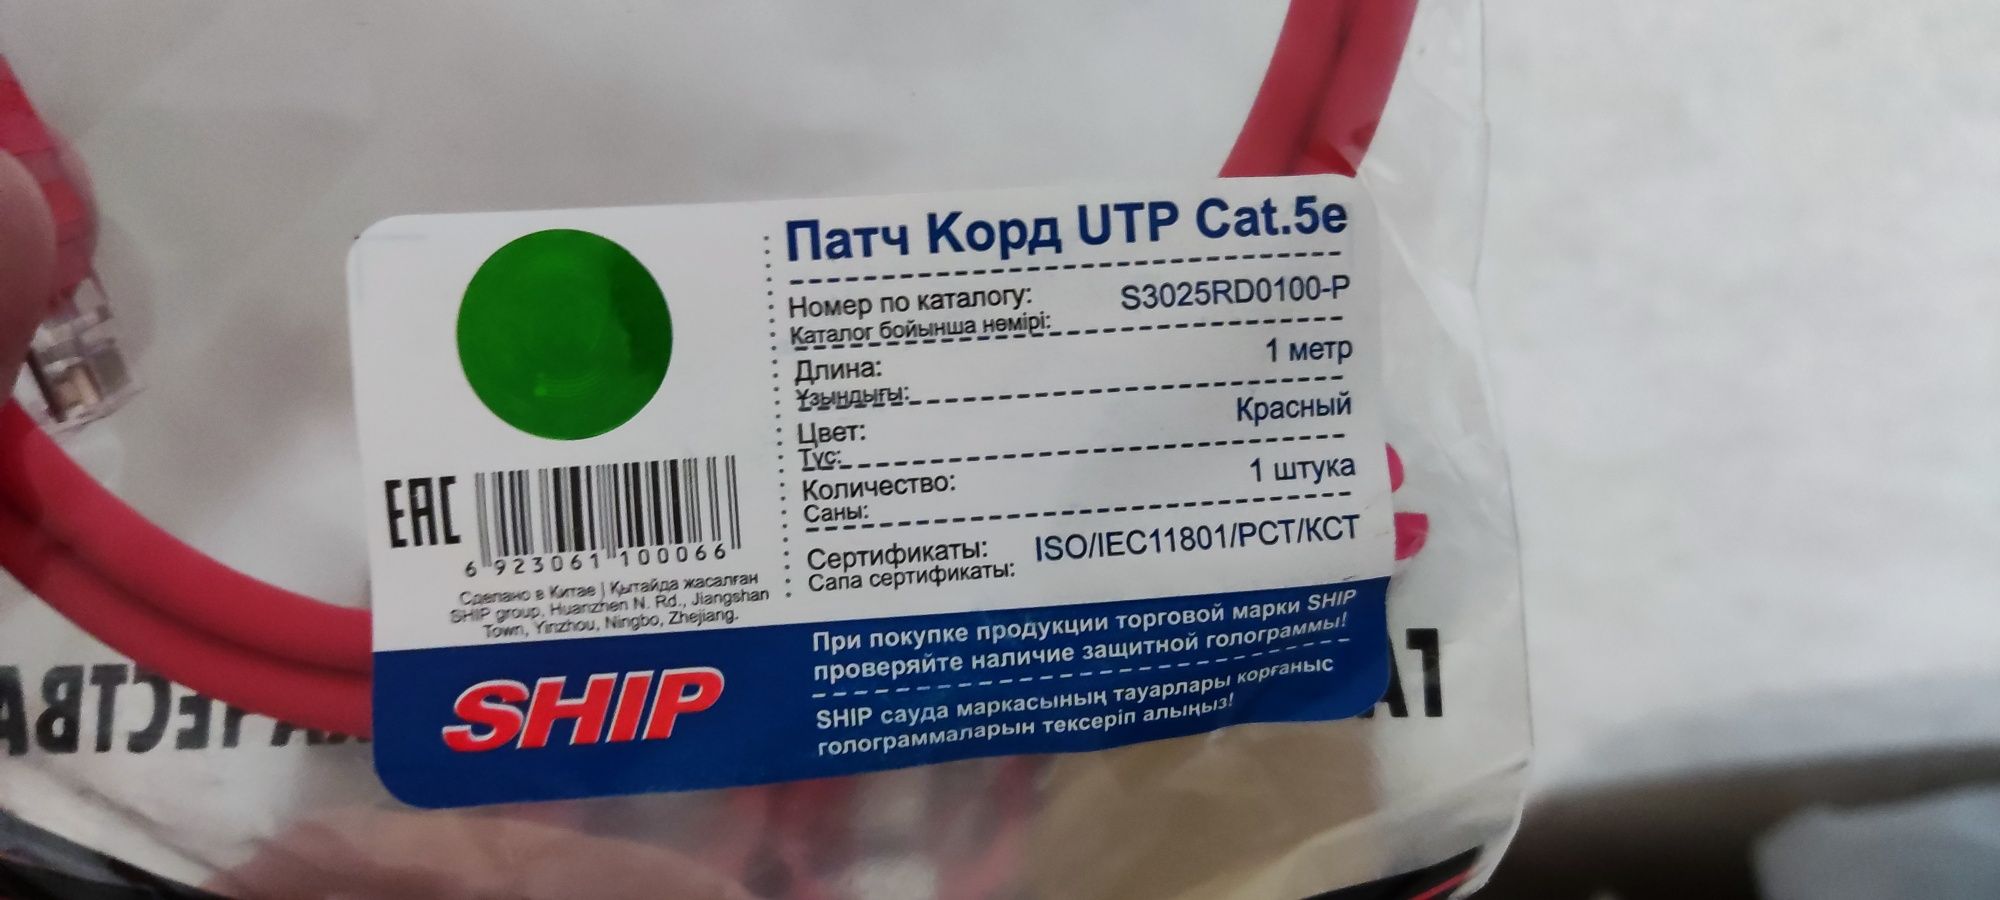 Патч Корд UTP Cat.5e
Номер по каталогу: S3025RD0100-P
Каталог бойынша нөмірі:
Длина: 1 метр
Ұзындығы:
Цвет: Красный
Түс:
Количество: 1 штука
Саны:
Сертификаты: ISO/IEC11801/РСТ/КСТ
Сапа сертификаты:
EAC
6 923061 100066
Сделано в Китае | Қытайда жасалған
SHIP group, Huanzhen N. Rd., Jiangshan
Town, Yinzhou, Ningbo, Zhejiang.
SHIP
При покупке продукции торговой марки SHIP
проверяйте наличие защитной голограммы!
SHIP сауда маркасының тауарлары қорғаныс
голограммаларын тексеріп алыңыз!